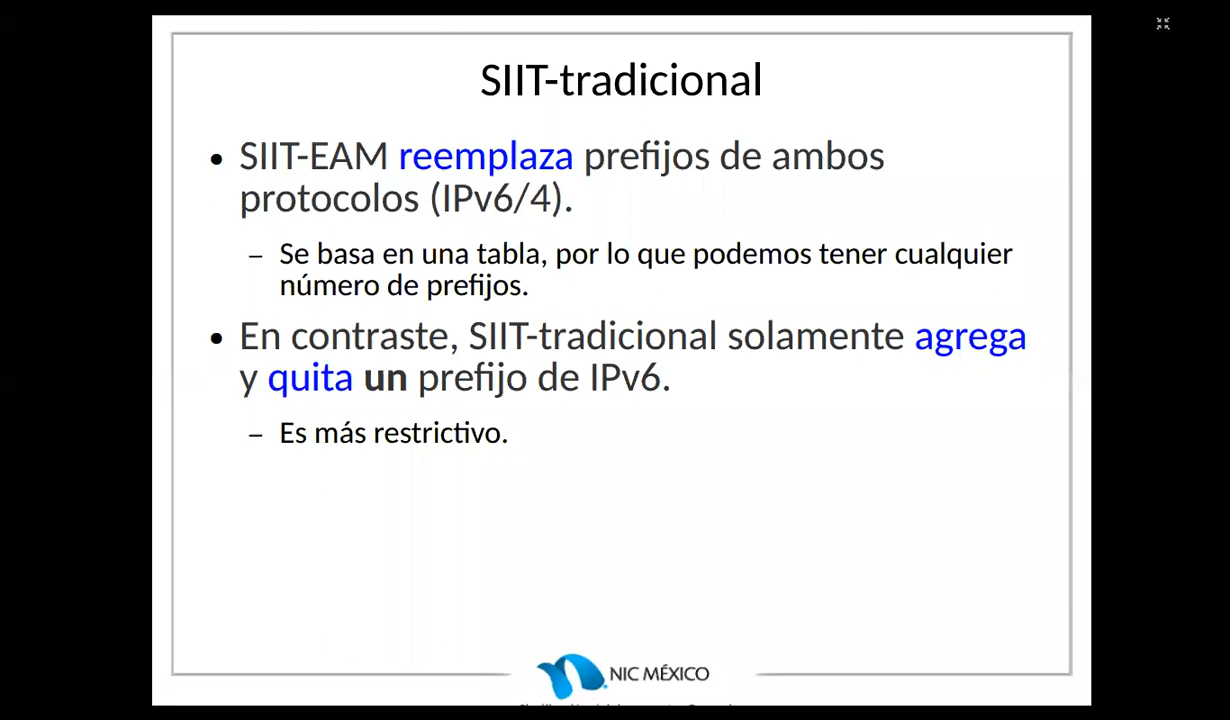 SIIT-tradicional
• SIIT-EAM reemplaza prefijos de ambos
protocolos (IPv6/4).
– Se basa en una tabla, por lo que podemos tener cualquier
número de prefijos.
• En contraste, SIIT-tradicional solamente agrega
y quita un prefijo de IPv6.
– Es más restrictivo.
NIC MÉXICO